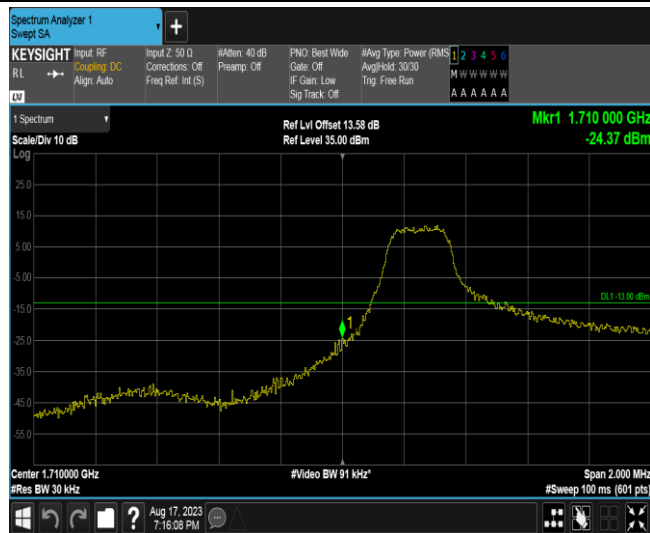 Spectrum Analyzer 1
Swept SA
+
KEYSIGHT
RL
LXI
Input: RF
Coupling: DC
Align: Auto
Input Z: 50 Ω
Corrections: Off
Freq Ref: Int (S)
#Atten: 40 dB
Preamp: Off
PNO: Best Wide
Gate: Off
IF Gain: Low
Sig Track: Off
#Avg Type: Power (RMS
Avg|Hold: 30/30
Trig: Free Run
1 2 3 4 5 6
M W W W W W
A A A A A A
1 Spectrum
Scale/Div 10 dB
Ref Lvl Offset 13.58 dB
Ref Level 35.00 dBm
Mkr1 1.710 000 GHz
-24.37 dBm
Log
25.0
15.0
5.00
-5.00
DL1 -13.00 dBm
-15.0
1
-25.0
-35.0
-45.0
-55.0
Center 1.710000 GHz
#Video BW 91 kHz*
Span 2.000 MHz
#Res BW 30 kHz
#Sweep 100 ms (601 pts)
?
Aug 17, 2023
7:16:08 PM